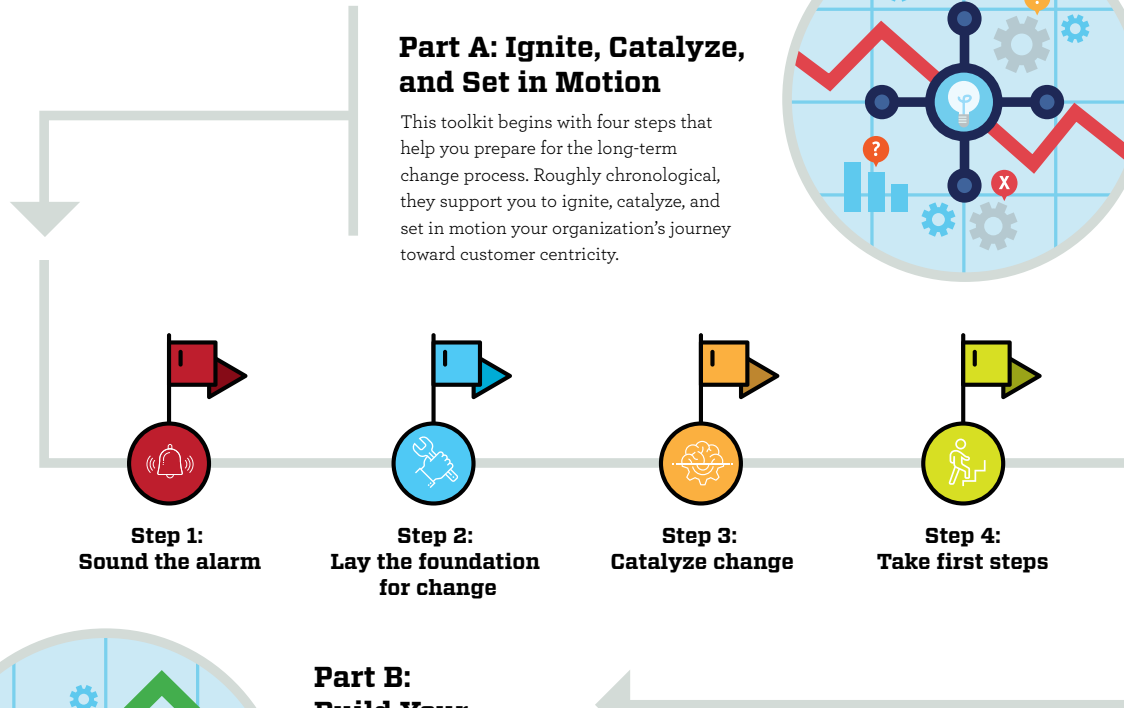 Part A: Ignite, Catalyze,
and Set in Motion
This toolkit begins with four steps that
help you prepare for the long-term
change process. Roughly chronological,
they support you to ignite, catalyze, and
set in motion your organization’s journey
toward customer centricity.
?
X
Step 1:
Sound the alarm
Step 2:
Lay the foundation
for change
Step 3:
Catalyze change
Step 4:
Take first steps
Part B:
Build Your